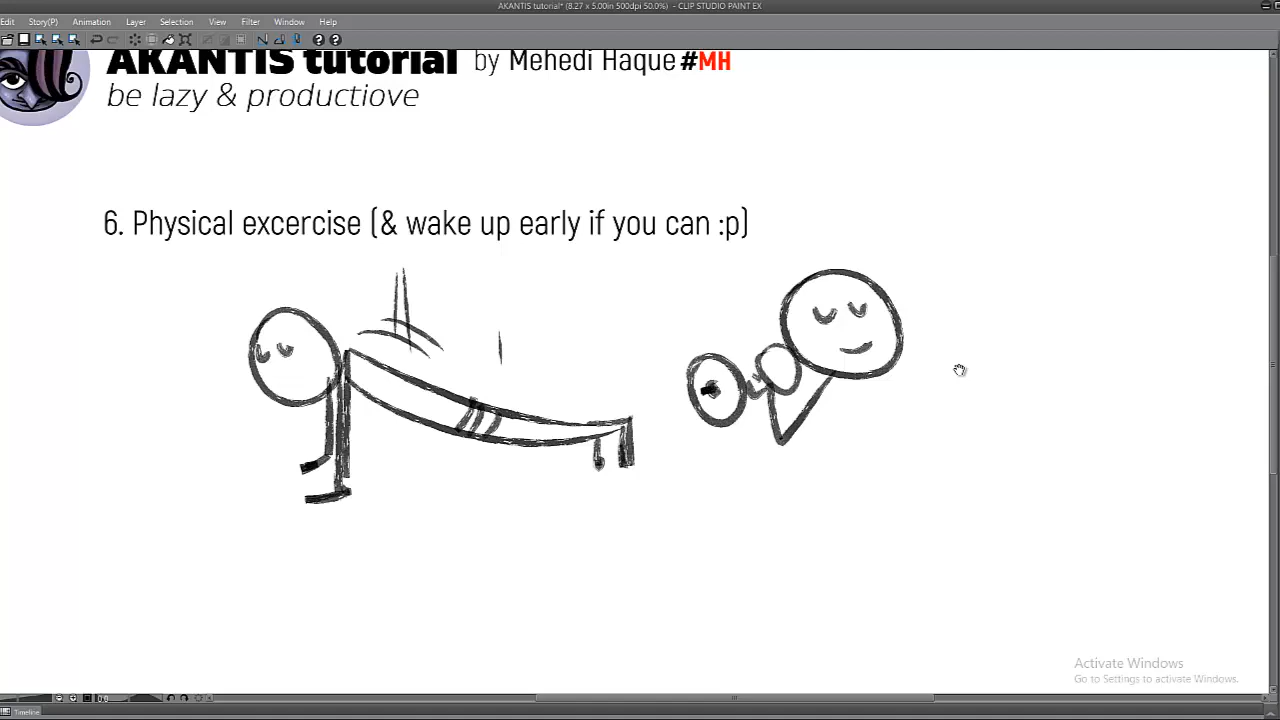 AKANTIS tutorial* (8.27 x 5.00in 500dpi 50.0%) - CLIP STUDIO PAINT EX
Edit Story(P) Animation Layer Selection View Filter Window Help
AKANTIS tutorial by Mehedi Haque #MH
be lazy & productiove
6. Physical excercise (& wake up early if you can :p)
Activate Windows
Go to Settings to activate Windows.
Timeline